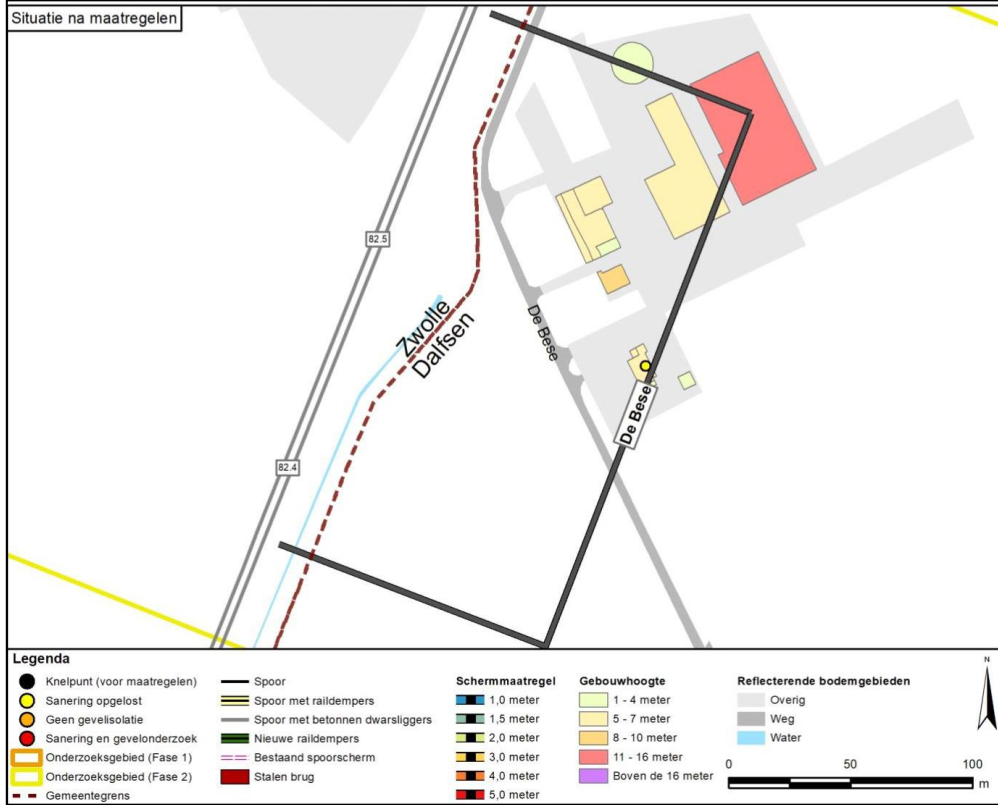 Situatie na maatregelen
82.5
Zwolle
Dalfsen
De Bese
De Bese
82.4
Legenda
Knelpunt (voor maatregelen)
Sanering opgelost
Geen gevelisolatie
Sanering en gevelonderzoek
Onderzoeksgebied (Fase 1)
Onderzoeksgebied (Fase 2)
Gemeentegrens
Spoor
Spoor met raildempers
Spoor met betonnen dwarsliggers
Nieuwe raildempers
Bestaand spoorscherm
Stalen brug
Schermmaatregel
1,0 meter
1,5 meter
2,0 meter
3,0 meter
4,0 meter
5,0 meter
Gebouwhoogte
1 - 4 meter
5 - 7 meter
8 - 10 meter
11 - 16 meter
Boven de 16 meter
Reflecterende bodemgebieden
Overig
Weg
Water
N
0 50 100
m